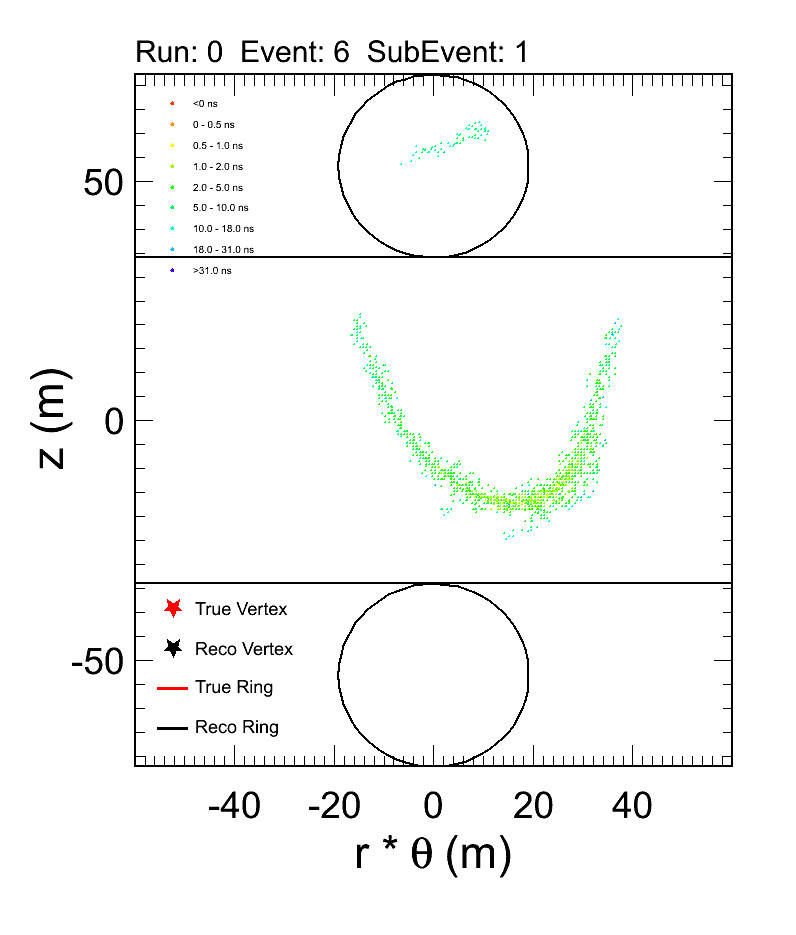 Run: 0  Event: 6  SubEvent: 1
<0 ns
0 - 0.5 ns
0.5 - 1.0 ns
1.0 - 2.0 ns
2.0 - 5.0 ns
5.0 - 10.0 ns
10.0 - 18.0 ns
18.0 - 31.0 ns
>31.0 ns
50
0
-50
z (m)
True Vertex
Reco Vertex
True Ring
Reco Ring
-40 -20 0 20 40
r * θ (m)